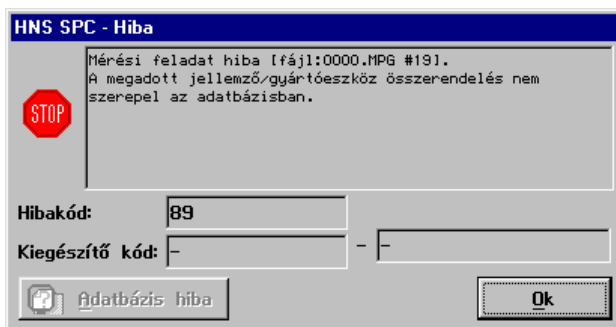 HNS SPC - Hiba
Mérési feladat hiba [fájl:0000.MPG #19].
A megadott jellemző/gyártóeszköz összerendelés nem
szerepel az adatbázisban.
STOP
Hibakód: 89
Kiegészítő kód: - - -
Adatbázis hiba
Ok